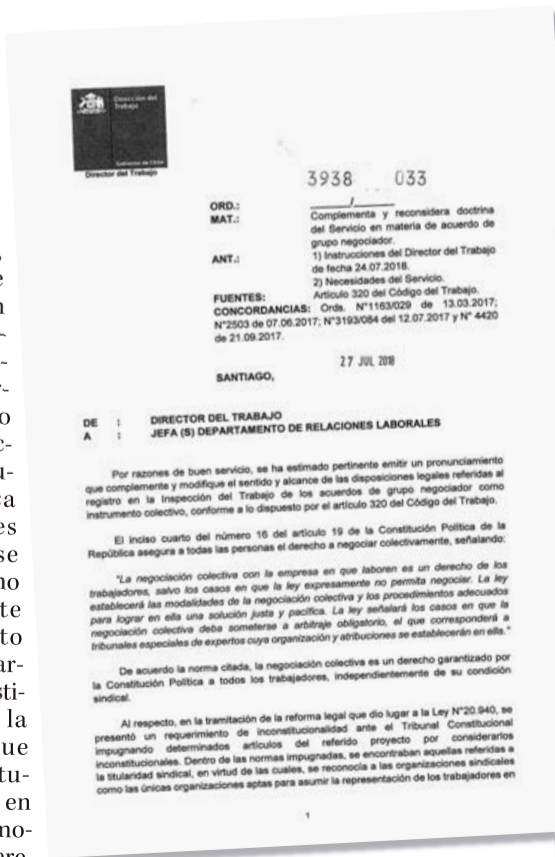 Dirección del
Trabajo
Gobierno de Chile
Director del Trabajo
3938 033
ORD.: ______/______
MAT.: Complementa y reconsidera doctrina
del Servicio en materia de acuerdo de
grupo negociador.
ANT.: 1) Instrucciones del Director del Trabajo
de fecha 24.07.2018.
2) Necesidades del Servicio.
FUENTES: Artículo 320 del Código del Trabajo.
CONCORDANCIAS: Ords. N°1163/029 de 13.03.2017;
N°2503 de 07.06.2017; N°3193/084 del 12.07.2017 y N° 4420
de 21.09.2017.
27 JUL 2018
SANTIAGO,
DE : DIRECTOR DEL TRABAJO
A : JEFA (S) DEPARTAMENTO DE RELACIONES LABORALES
Por razones de buen servicio, se ha estimado pertinente emitir un pronunciamiento
que complemente y modifique el sentido y alcance de las disposiciones legales referidas al
registro en la Inspección del Trabajo de los acuerdos de grupo negociador como
instrumento colectivo, conforme a lo dispuesto por el artículo 320 del Código del Trabajo.
El inciso cuarto del número 16 del artículo 19 de la Constitución Política de la
República asegura a todas las personas el derecho a negociar colectivamente, señalando:
"La negociación colectiva con la empresa en que laboren es un derecho de los
trabajadores, salvo los casos en que la ley expresamente no permita negociar. La ley
establecerá las modalidades de la negociación colectiva y los procedimientos adecuados
para lograr en ella una solución justa y pacífica. La ley señalará los casos en que la
negociación colectiva deba someterse a arbitraje obligatorio, el que corresponderá a
tribunales especiales de expertos cuya organización y atribuciones se establecerán en ella."
De acuerdo la norma citada, la negociación colectiva es un derecho garantizado por
la Constitución Política a todos los trabajadores, independientemente de su condición
sindical.
Al respecto, en la tramitación de la reforma legal que dio lugar a la Ley N°20.940, se
presentó un requerimiento de inconstitucionalidad ante el Tribunal Constitucional
impugnando determinados artículos del referido proyecto por considerarlos
inconstitucionales. Dentro de las normas impugnadas, se encontraban aquellas referidas a
la titularidad sindical, en virtud de las cuales, se reconocía a las organizaciones sindicales
como las únicas organizaciones aptas para asumir la representación de los trabajadores en
1